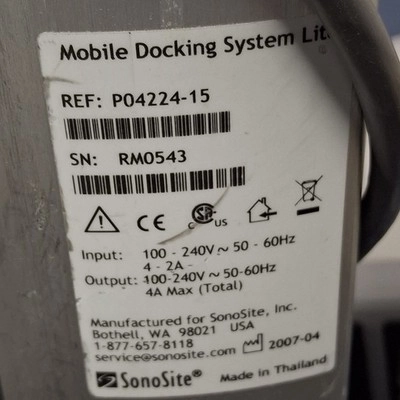 Mobile Docking System Lit
REF: P04224-15
SN: RM0543
CE c SA US
Input: 100 - 240V ~ 50 - 60Hz
4 - 2A
Output: 100-240V ~ 50-60Hz
4A Max (Total)
Manufactured for SonoSite, Inc.
Bothell, WA 98021 USA
1-877-657-8118
service@sonosite.com 2007-04
SonoSite® Made in Thailand